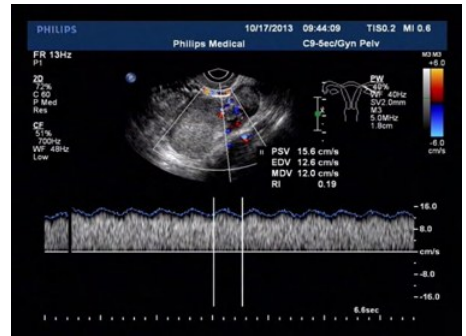 PHILIPS
10/17/2013 09:44:09 TIS0.2 MI 0.6
Philips Medical C9-5ec/Gyn Pelv
FR 13Hz
P1
2D
72%
C 60
P Med
Res
CF
51%
700Hz
WF 48Hz
Low
M3 M3
+6.0
-6.0
cm/s
PW
40%
WF 40Hz
SV2.0mm
M3
5.0MHz
1.8cm
PSV 15.6 cm/s
EDV 12.6 cm/s
MDV 12.0 cm/s
RI 0.19
16.0
8.0
cm/s
-8.0
-16.0
6.6sec